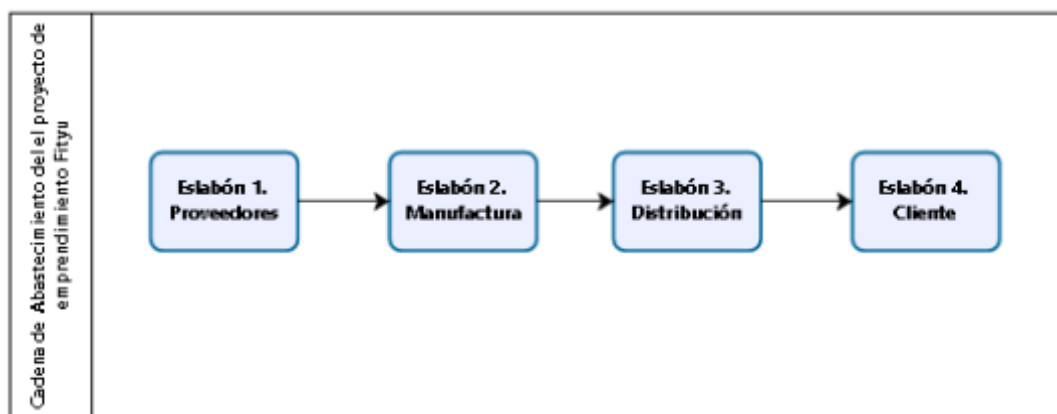 Cadena de Abastecimiento del el proyecto de
emprendimiento Fityu
Eslabón 1.
Proveedores
Eslabón 2.
Manufactura
Eslabón 3.
Distribución
Eslabón 4.
Cliente